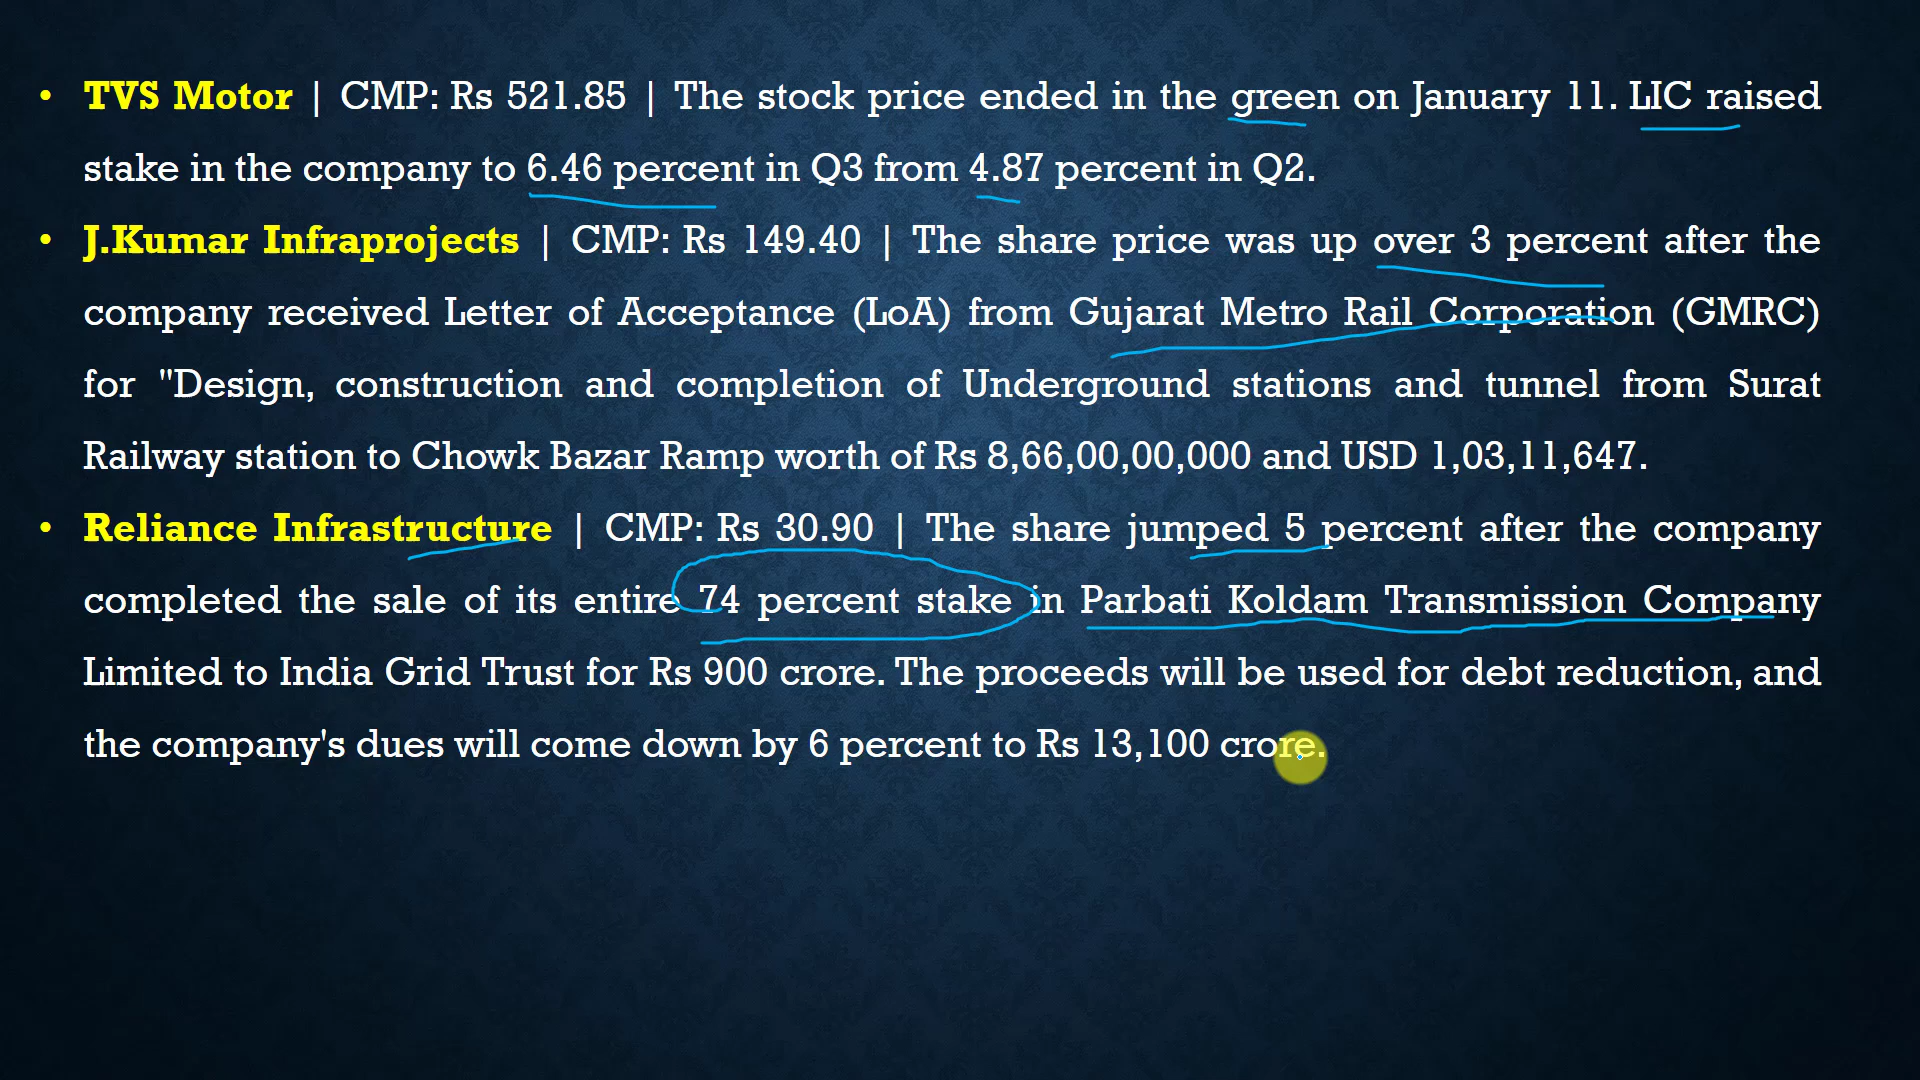 • TVS Motor | CMP: Rs 521.85 | The stock price ended in the green on January 11. LIC raised
stake in the company to 6.46 percent in Q3 from 4.87 percent in Q2.
• J.Kumar Infraprojects | CMP: Rs 149.40 | The share price was up over 3 percent after the
company received Letter of Acceptance (LoA) from Gujarat Metro Rail Corporation (GMRC)
for "Design, construction and completion of Underground stations and tunnel from Surat
Railway station to Chowk Bazar Ramp worth of Rs 8,66,00,00,000 and USD 1,03,11,647.
• Reliance Infrastructure | CMP: Rs 30.90 | The share jumped 5 percent after the company
completed the sale of its entire 74 percent stake in Parbati Koldam Transmission Company
Limited to India Grid Trust for Rs 900 crore. The proceeds will be used for debt reduction, and
the company's dues will come down by 6 percent to Rs 13,100 crore.